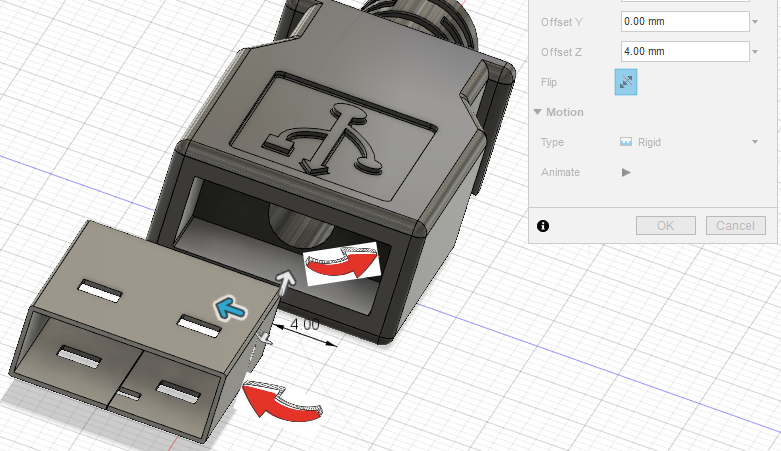 Offset Y 0.00 mm
Offset Z 4.00 mm
Flip
Motion
Type Rigid
Animate
OK Cancel
4.00